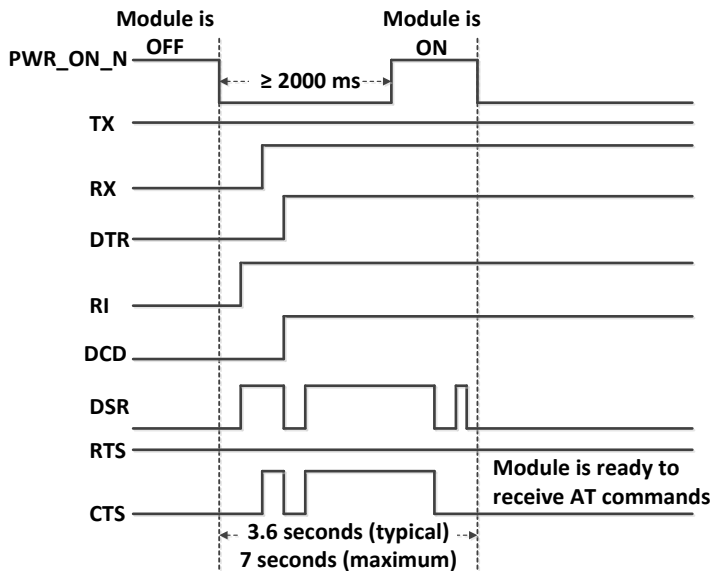 Module is
OFF
Module is
ON
PWR_ON_N
≥ 2000 ms
TX
RX
DTR
RI
DCD
DSR
RTS
Module is ready to
receive AT commands
CTS
3.6 seconds (typical)
7 seconds (maximum)